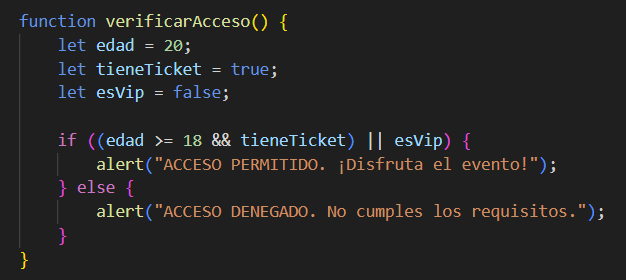 function verificarAcceso() {
    let edad = 20;
    let tieneTicket = true;
    let esVip = false;

    if ((edad >= 18 && tieneTicket) || esVip) {
        alert("ACCESO PERMITIDO. ¡Disfruta el evento!");
    } else {
        alert("ACCESO DENEGADO. No cumples los requisitos.");
    }
}